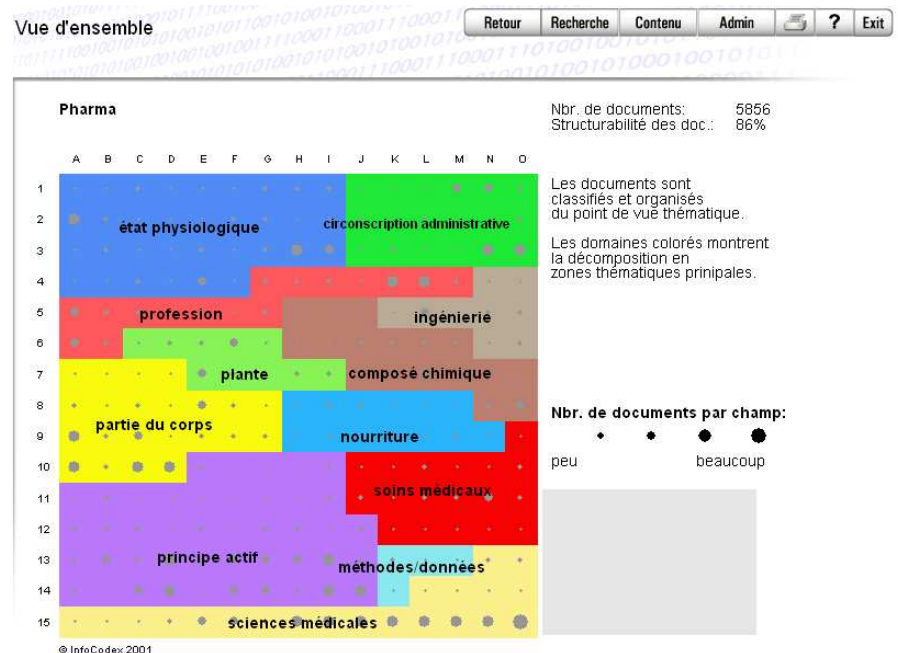 Vue d'ensemble
Retour Recherche Contenu Admin ? Exit
Pharma
Nbr. de documents: 5856
Structurabilité des doc.: 86%
A B C D E F G H I J K L M N O
1
2
3
4
5
6
7
8
9
10
11
12
13
14
15
état physiologique
circonscription administrative
profession
ingénierie
plante
composé chimique
partie du corps
nourriture
soins médicaux
principe actif
méthodes/données
sciences médicales
Les documents sont
classifiés et organisés
du point de vue thématique.
Les domaines colorés montrent
la décomposition en
zones thématiques prinipales.
Nbr. de documents par champ:
peu beaucoup
© InfoCodex 2001